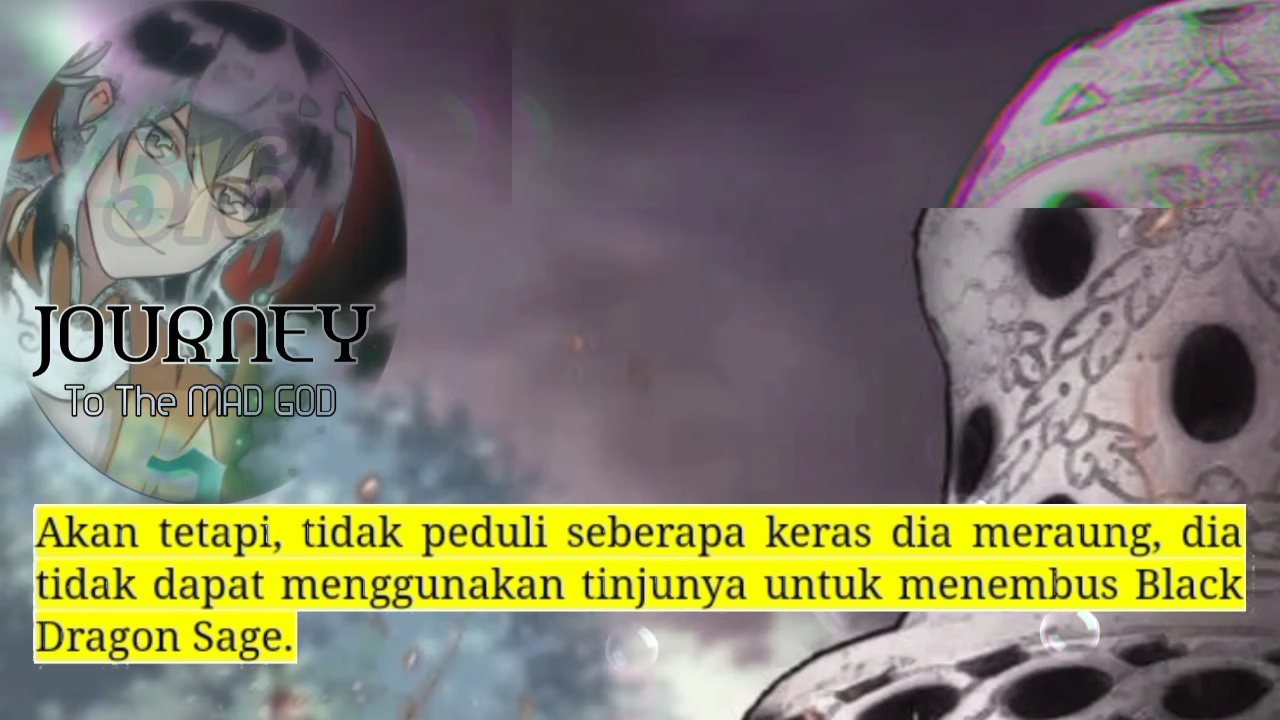 516
JOURNEY
To The MAD GOD
Akan tetapi, tidak peduli seberapa keras dia meraung, dia
tidak dapat menggunakan tinjunya untuk menembus Black
Dragon Sage.